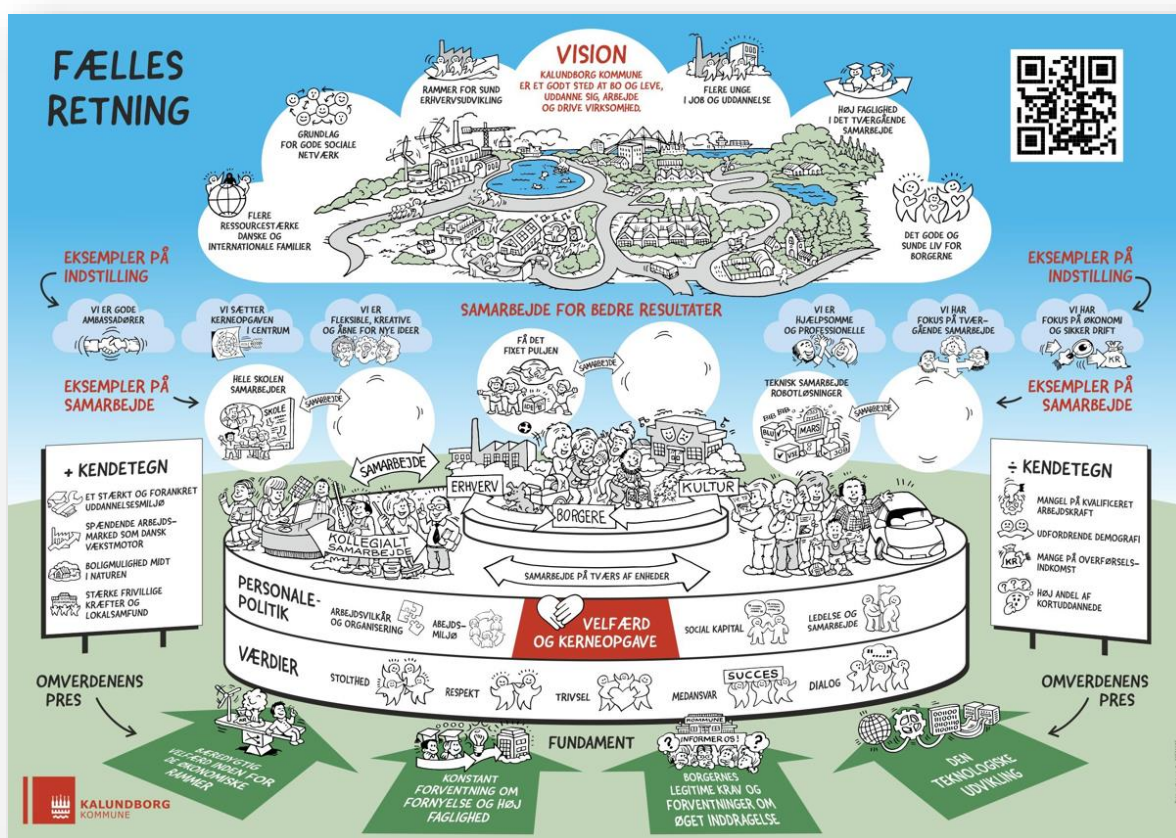 FÆLLES
RETNING
VISION
KALUNDBORG KOMMUNE
ER ET GODT STED AT BO OG LEVE,
UDDANNE SIG, ARBEJDE
OG DRIVE VIRKSOMHED.
RAMMER FOR SUND
ERHVERVSUDVIKLING
FLERE UNGE
I JOB OG UDDANNELSE
GRUNDLAG
FOR GODE SOCIALE
NETVÆRK
HØJ FAGLIGHED
I DET TVÆRGÅENDE
SAMARBEJDE
FLERE
RESSOURCESTÆRKE
DANSKE OG
INTERNATIONALE FAMILIER
DET GODE OG
SUNDE LIV FOR
BORGERNE
EKSEMPLER PÅ
INDSTILLING
EKSEMPLER PÅ
INDSTILLING
VI ER GODE
AMBASSADØRER
VI SÆTTER
KERNEOPGAVEN
I CENTRUM
VI ER
FLEKSIBLE, KREATIVE
OG ÅBNE FOR NYE IDEER
SAMARBEJDE FOR BEDRE RESULTATER
VI ER
HJÆLPSOMME
OG PROFESSIONELLE
VI HAR
FOKUS PÅ TVÆR-
GÅENDE SAMARBEJDE
VI HAR
FOKUS PÅ ØKONOMI
OG SIKKER DRIFT
KR
EKSEMPLER PÅ
SAMARBEJDE
HELE SKOLEN
SAMARBEJDER
SKOLE
SAMARBEJDE
FÅ DET
FIXET PULJEN
SAMARBEJDE
TEKNISK SAMARBEJDE
ROBOTLØSNINGER
MARS
SAMARBEJDE
EKSEMPLER PÅ
SAMARBEJDE
+ KENDETEGN
ET STÆRKT OG FORANKRET
UDDANNELSESMILJØ
SPÆNDENDE ARBEJDS-
MARKED SOM DANSK
VÆKSTMOTOR
BOLIGMULIGHED MIDT
I NATUREN
STÆRKE FRIVILLIGE
KRÆFTER OG
LOKALSAMFUND
÷ KENDETEGN
MANGEL PÅ KVALIFICERET
ARBEJDSKRAFT
UDFORDRENDE DEMOGRAFI
MANGE PÅ OVERFØRSELS-
INDKOMST
KR
HØJ ANDEL AF
KORTUDDANNEDE
SAMARBEJDE
ERHVERV
KULTUR
BORGERE
KOLLEGIALT
SAMARBEJDE
SAMARBEJDE PÅ TVÆRS AF ENHEDER
PERSONALE-
POLITIK
ARBEJDSVILKÅR
OG ORGANISERING
ABEJDS-
MILJØ
VELFÆRD
OG KERNEOPGAVE
SOCIAL KAPITAL
LEDELSE OG
SAMARBEJDE
VÆRDIER
STOLTHED
RESPEKT
TRIVSEL
MEDANSVAR
SUCCES
DIALOG
OMVERDENENS
PRES
OMVERDENENS
PRES
FUNDAMENT
BÆREDYGTIG
VELFÆRD INDEN FOR
DE ØKONOMISKE
RAMMER
KONSTANT
FORVENTNING OM
FORNYELSE OG HØJ
FAGLIGHED
KOMMUNE
INFORMER OS!
BORGERNES
LEGITIME KRAV OG
FORVENTNINGER OM
ØGET INDDRAGELSE
DEN
TEKNOLOGISKE
UDVIKLING
KALUNDBORG
KOMMUNE